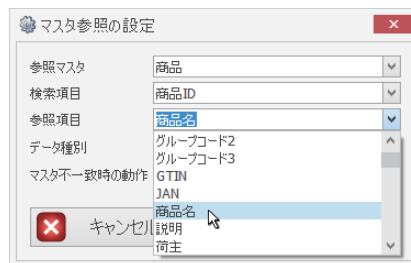 マスタ参照の設定
参照マスタ 商品
検索項目 商品ID
参照項目 商品名
データ種別
グループコード2
グループコード3
マスタ不一致時の動作
GTIN
JAN
商品名
説明
荷主
キャンセル